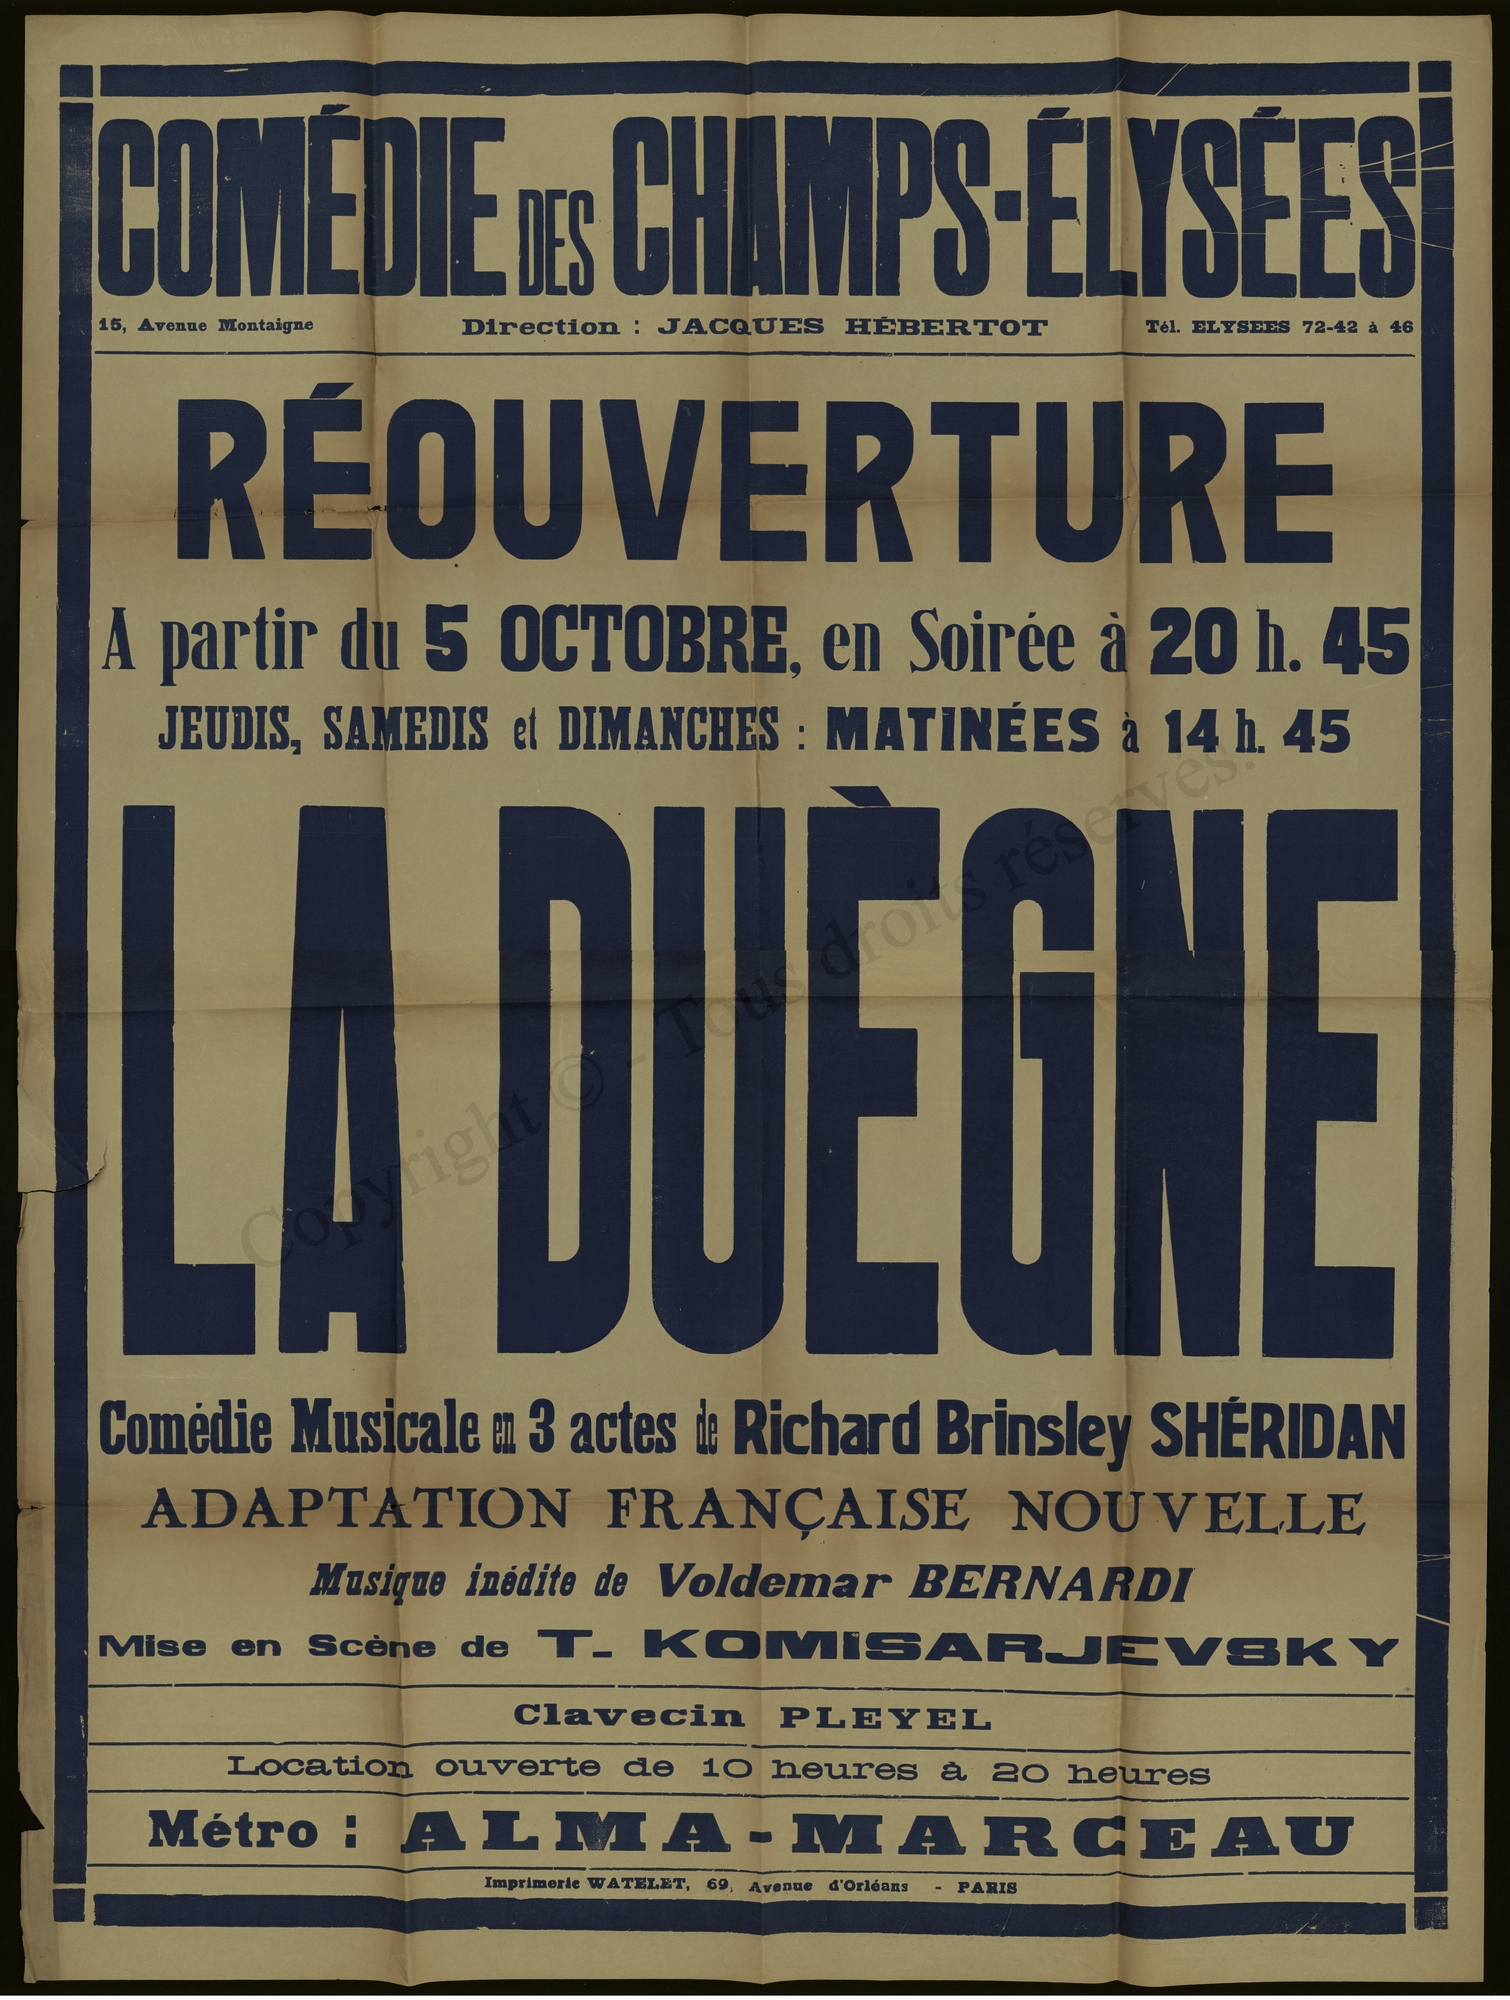 COMÉDIE DES CHAMPS-ÉLYSÉES
15, Avenue Montaigne Direction : JACQUES HÉBERTOT Tél. ELYSEES 72-42 à 46
RÉOUVERTURE
A partir du 5 OCTOBRE, en Soirée à 20 h. 45
JEUDIS, SAMEDIS et DIMANCHES : MATINÉES à 14 h. 45
LA DUÈGNE
Copyright © - Tous droits réservés.
Comédie Musicale en 3 actes de Richard Brinsley SHÉRIDAN
ADAPTATION FRANÇAISE NOUVELLE
Musique inédite de Voldemar BERNARDI
Mise en Scène de T. KOMISARJEVSKY
Clavecin PLEYEL
Location ouverte de 10 heures à 20 heures
Métro : ALMA-MARCEAU
Imprimerie WATELET, 69, Avenue d'Orléans - PARIS